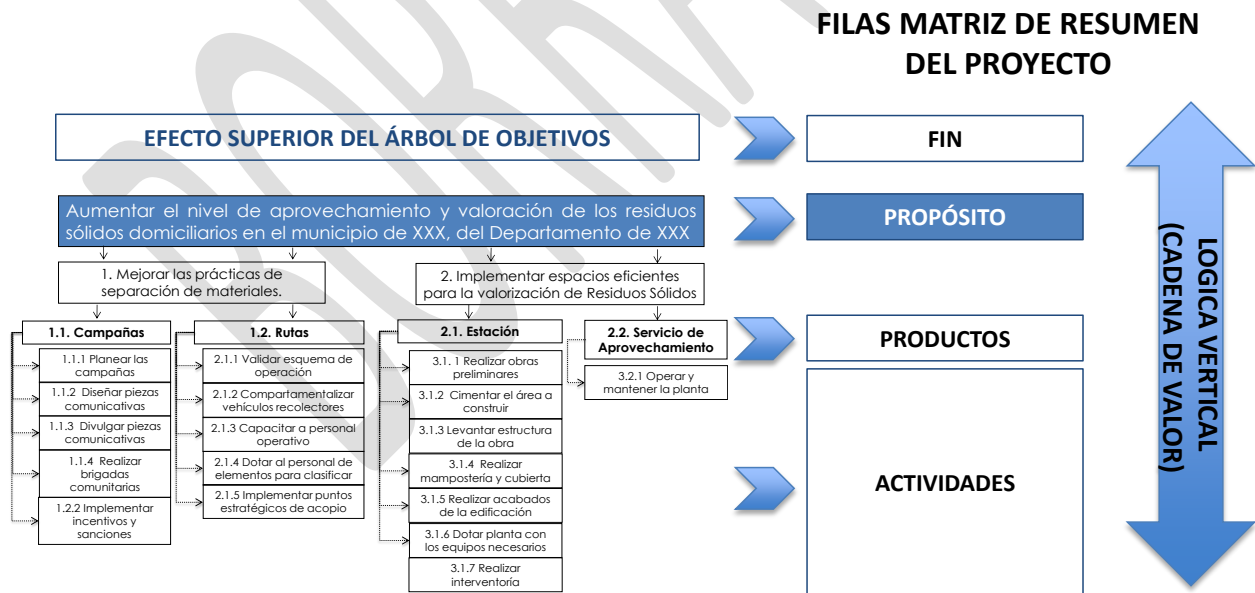 FILAS MATRIZ DE RESUMEN
DEL PROYECTO
EFECTO SUPERIOR DEL ÁRBOL DE OBJETIVOS
FIN
Aumentar el nivel de aprovechamiento y valoración de los residuos
sólidos domiciliarios en el municipio de XXX, del Departamento de XXX
PROPÓSITO
1. Mejorar las prácticas de
separación de materiales.
2. Implementar espacios eficientes
para la valorización de Residuos Sólidos
1.1. Campañas
1.1.1 Planear las
campañas
1.1.2 Diseñar piezas
comunicativas
1.1.3 Divulgar piezas
comunicativas
1.1.4 Realizar
brigadas
comunitarias
1.2.2 Implementar
incentivos y
sanciones
1.2. Rutas
2.1.1 Validar esquema de
operación
2.1.2 Compartamentalizar
vehículos recolectores
2.1.3 Capacitar a personal
operativo
2.1.4 Dotar al personal de
elementos para clasificar
2.1.5 Implementar puntos
estratégicos de acopio
2.1. Estación
3.1. 1 Realizar obras
preliminares
3.1.2 Cimentar el área a
construir
3.1.3 Levantar estructura
de la obra
3.1.4 Realizar
mampostería y cubierta
3.1.5 Realizar acabados
de la edificación
3.1.6 Dotar planta con
los equipos necesarios
3.1.7 Realizar
interventoría
2.2. Servicio de
Aprovechamiento
3.2.1 Operar y
mantener la planta
PRODUCTOS
ACTIVIDADES
LOGICA VERTICAL
(CADENA DE VALOR)